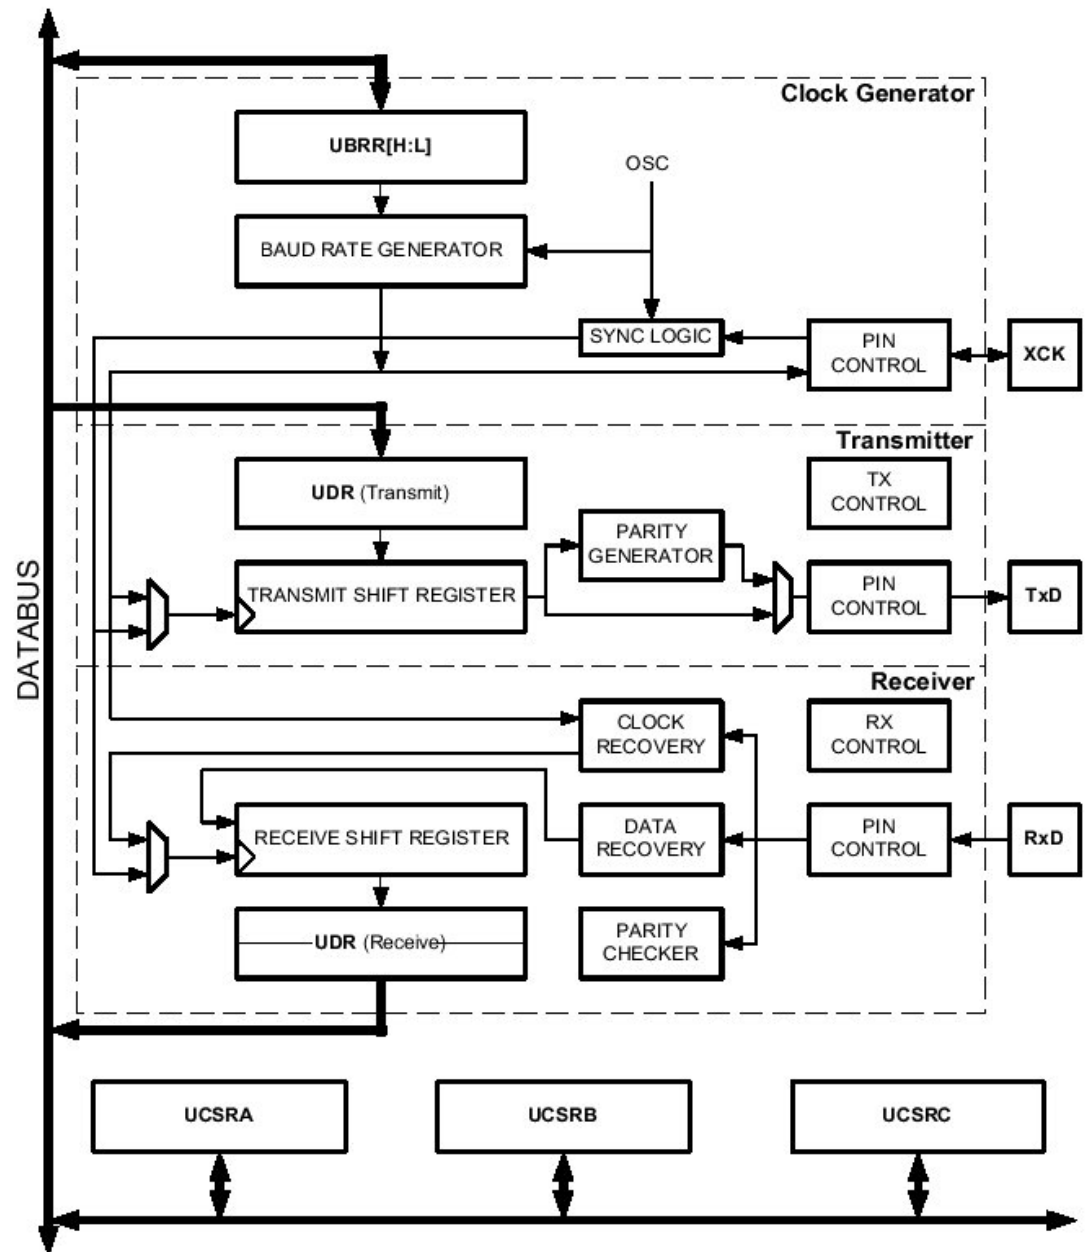 Clock Generator
UBRR[H:L]
OSC
BAUD RATE GENERATOR
SYNC LOGIC
PIN
CONTROL
XCK
Transmitter
UDR (Transmit)
TX
CONTROL
PARITY
GENERATOR
TRANSMIT SHIFT REGISTER
PIN
CONTROL
TxD
DATABUS
Receiver
CLOCK
RECOVERY
RX
CONTROL
RECEIVE SHIFT REGISTER
DATA
RECOVERY
PIN
CONTROL
RxD
UDR (Receive)
PARITY
CHECKER
UCSRA
UCSRB
UCSRC